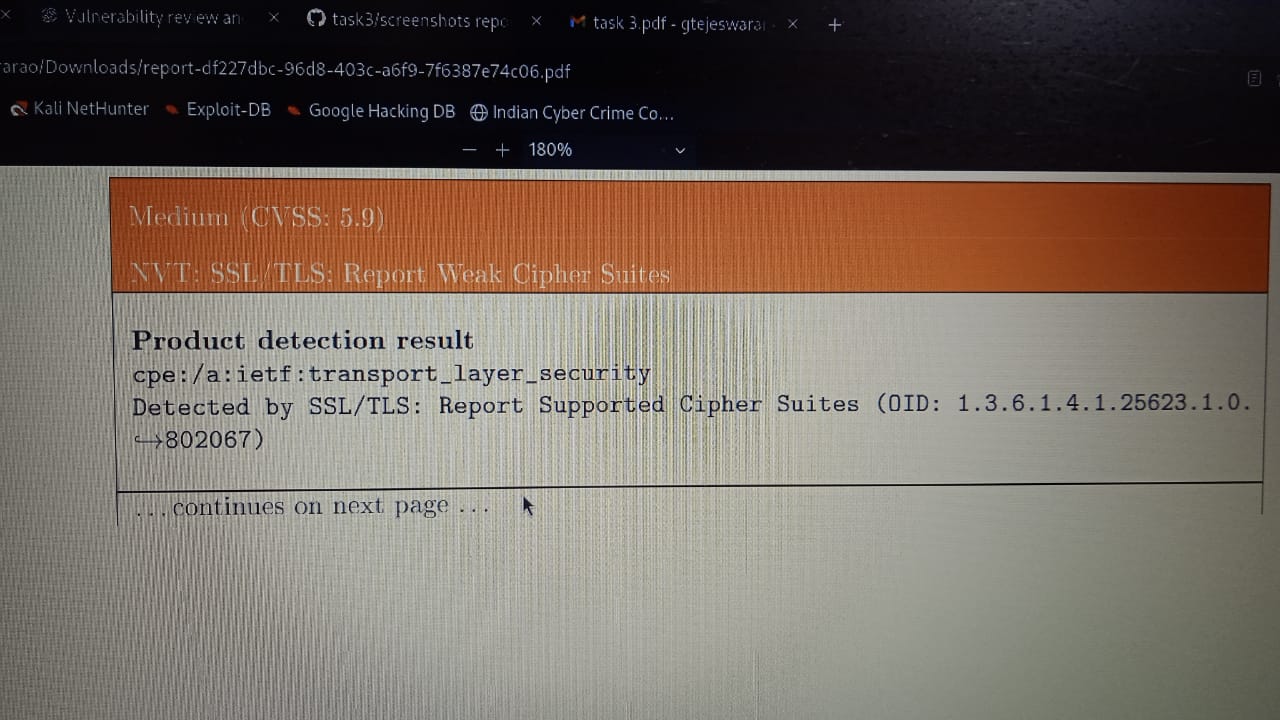 Vulnerability review an
task3/screenshots repo
task 3.pdf - gtejeswarar
arao/Downloads/report-df227dbc-96d8-403c-a6f9-7f6387e74c06.pdf
Kali NetHunter Exploit-DB Google Hacking DB Indian Cyber Crime Co...
180%
Medium (CVSS: 5.9)
NVT: SSL/TLS: Report Weak Cipher Suites
Product detection result
cpe:/a:ietf:transport_layer_security
Detected by SSL/TLS: Report Supported Cipher Suites (OID: 1.3.6.1.4.1.25623.1.0.
↪802067)
...continues on next page ...